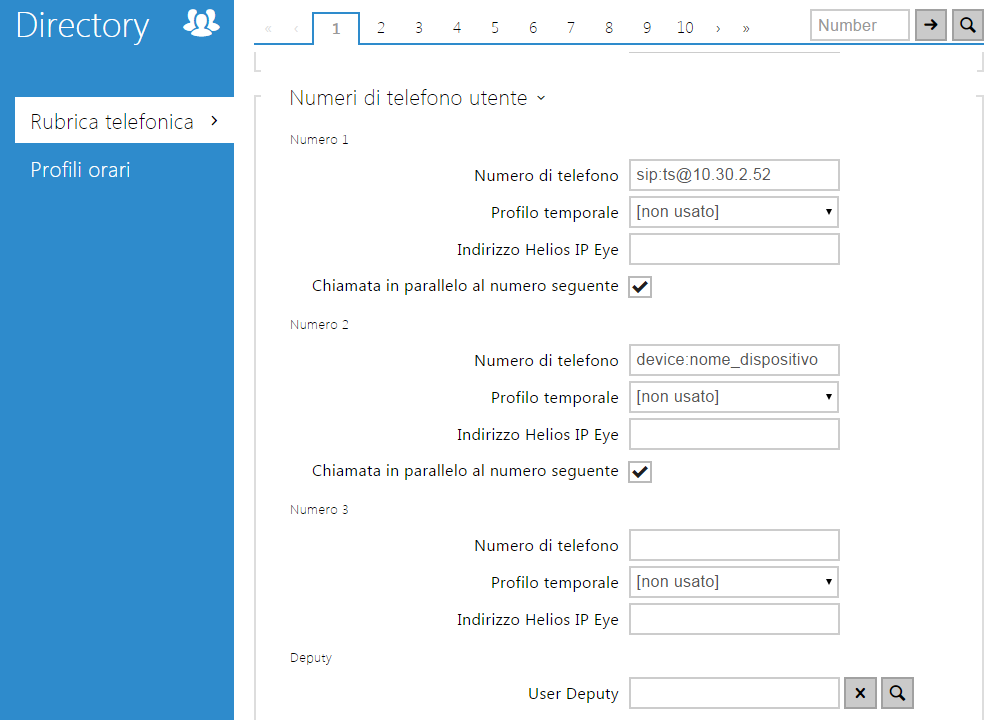 Directory
« ‹ 1 2 3 4 5 6 7 8 9 10 › »
Number
Rubrica telefonica ›
Profili orari
Numeri di telefono utente
Numero 1
Numero di telefono sip:ts@10.30.2.52
Profilo temporale [non usato]
Indirizzo Helios IP Eye
Chiamata in parallelo al numero seguente
Numero 2
Numero di telefono device:nome_dispositivo
Profilo temporale [non usato]
Indirizzo Helios IP Eye
Chiamata in parallelo al numero seguente
Numero 3
Numero di telefono
Profilo temporale [non usato]
Indirizzo Helios IP Eye
Deputy
User Deputy